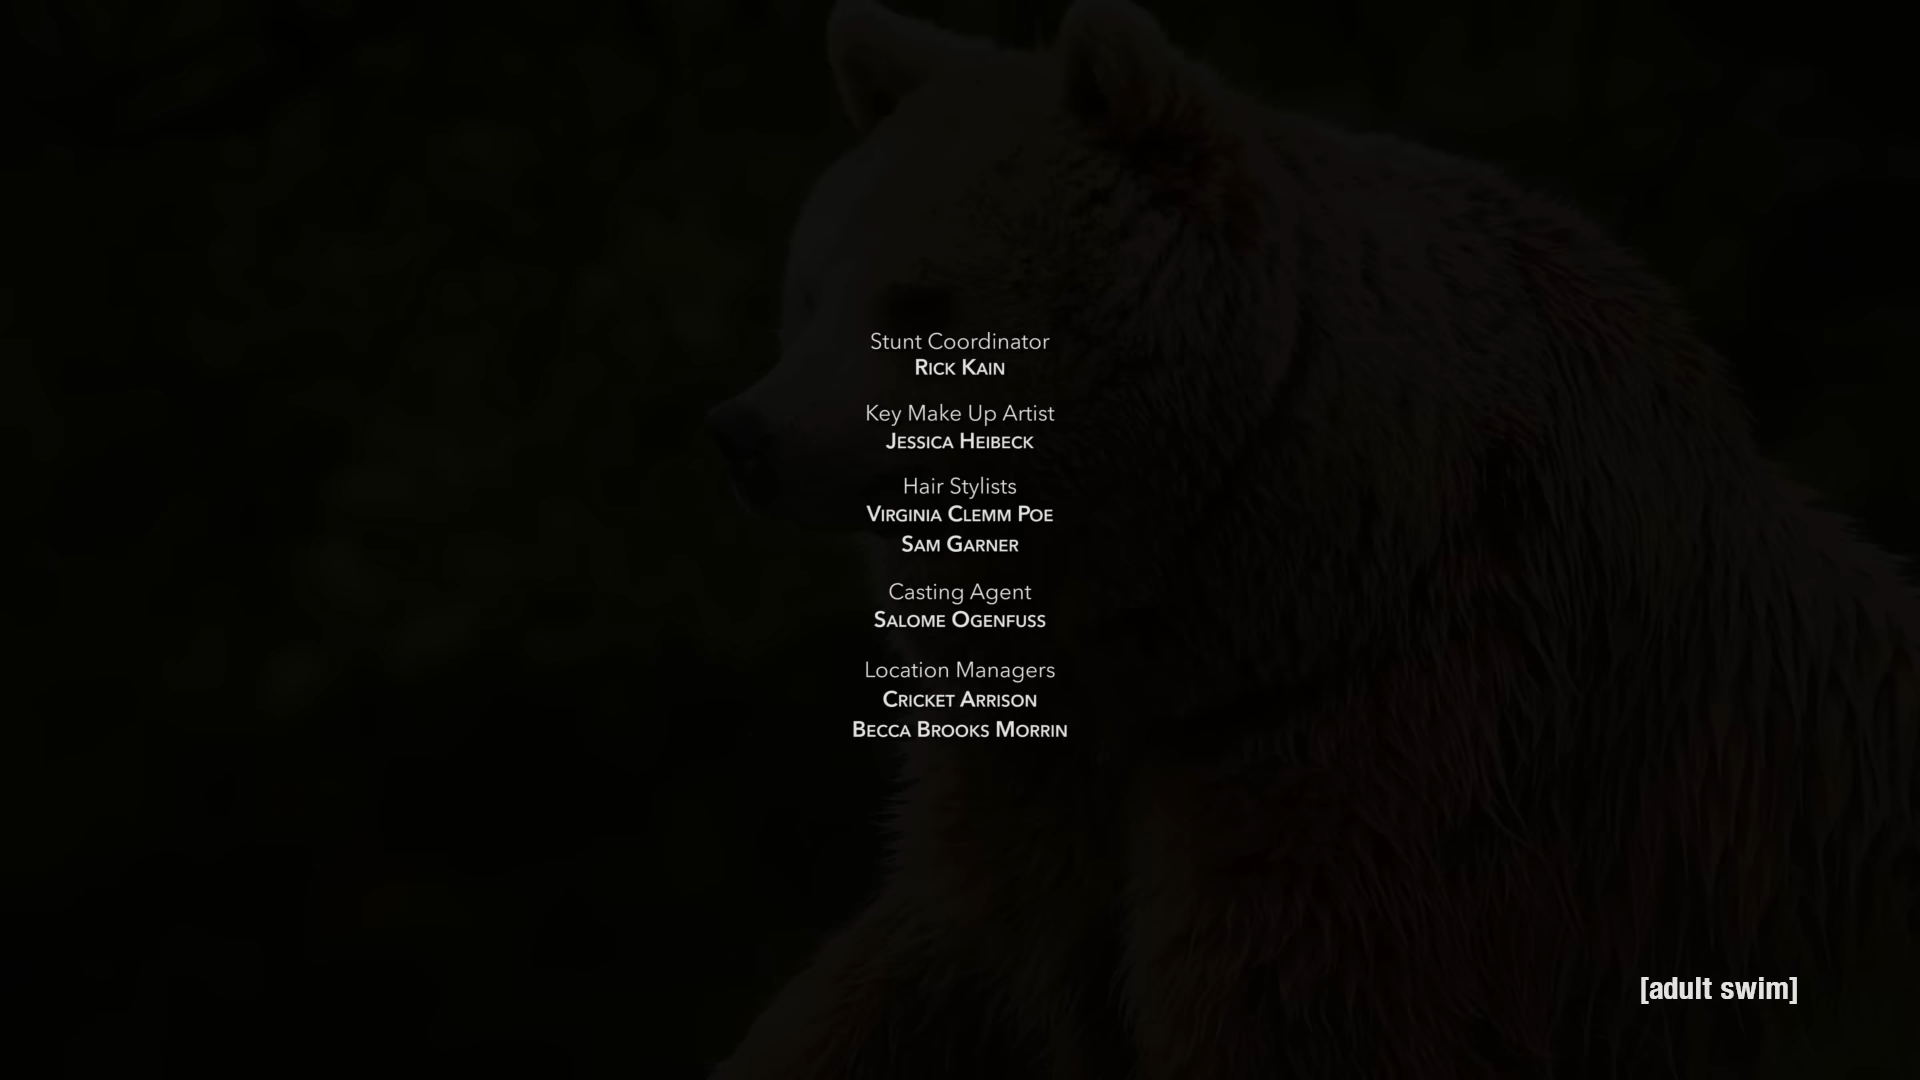 Stunt Coordinator
Rick Kain
Key Make Up Artist
Jessica Heibeck
Hair Stylists
Virginia Clemm Poe
Sam Garner
Casting Agent
Salome Ogenfuss
Location Managers
Cricket Arrison
Becca Brooks Morrin
[adult swim]